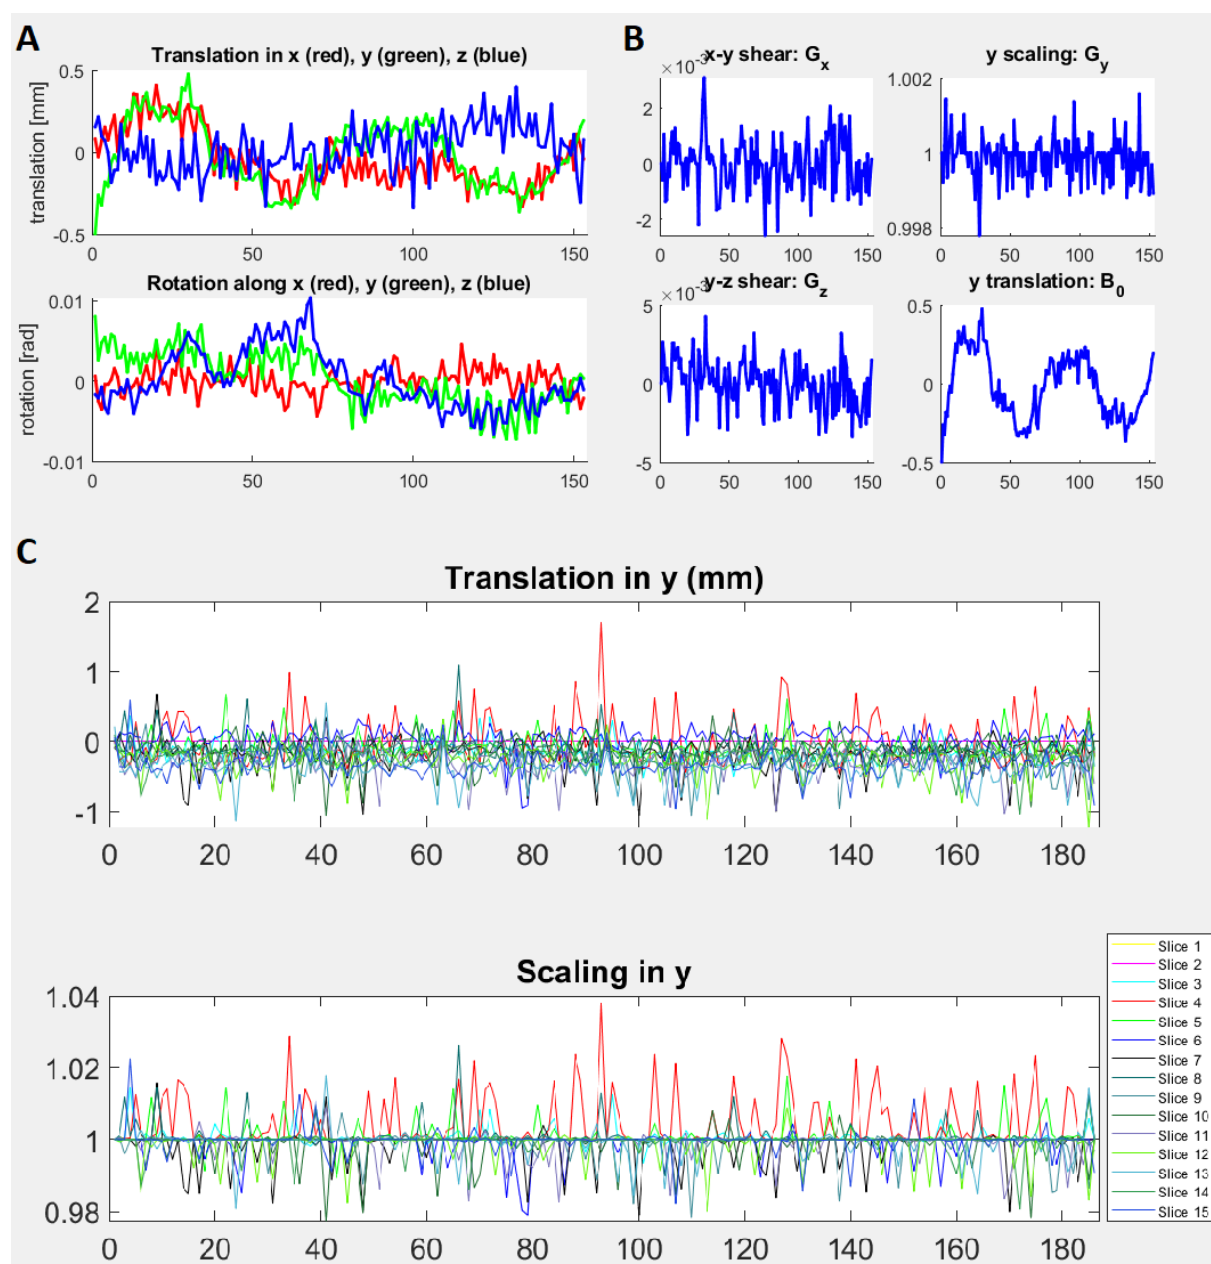 A
Translation in x (red), y (green), z (blue)
translation [mm]
0.5
0
-0.5
0 50 100 150
Rotation along x (red), y (green), z (blue)
rotation [rad]
0.01
0
-0.01
0 50 100 150
B
×10⁻³
x-y shear: Gₓ
2
0
-2
0 50 100 150
y scaling: G_y
1.002
1
0.998
0 50 100 150
×10⁻³
y-z shear: G_z
5
0
-5
0 50 100 150
y translation: B₀
0.5
0
-0.5
0 50 100 150
C
Translation in y (mm)
2
1
0
-1
0 20 40 60 80 100 120 140 160 180
Scaling in y
1.04
1.02
1
0.98
0 20 40 60 80 100 120 140 160 180
Slice 1
Slice 2
Slice 3
Slice 4
Slice 5
Slice 6
Slice 7
Slice 8
Slice 9
Slice 10
Slice 11
Slice 12
Slice 13
Slice 14
Slice 15